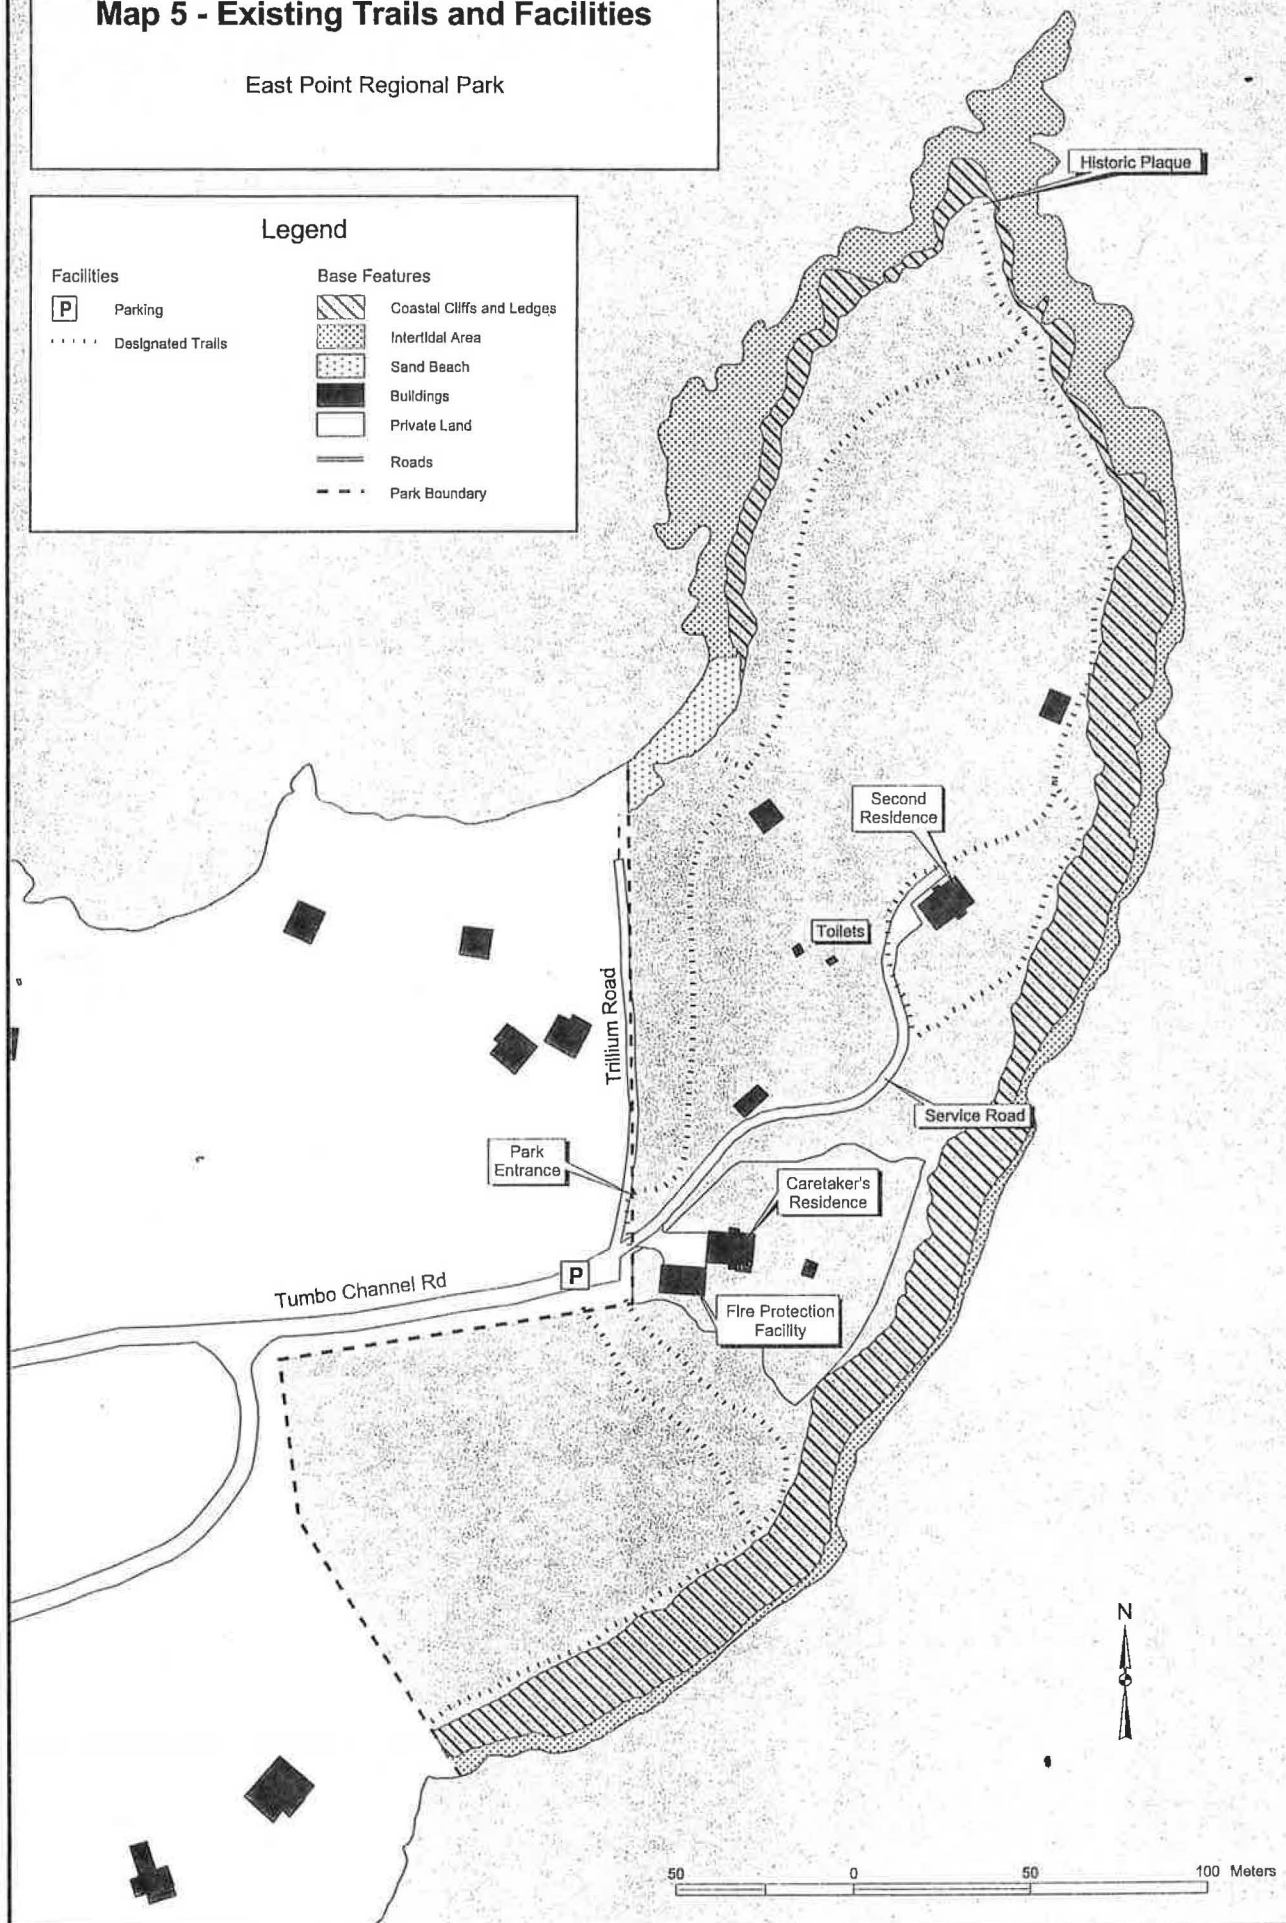 Map 5 - Existing Trails and Facilities
East Point Regional Park
Legend
Facilities
P
Parking
Designated Trails
Base Features
Coastal Cliffs and Ledges
Intertidal Area
Sand Beach
Buildings
Private Land
Roads
Park Boundary
Historic Plaque
Second
Residence
Toilets
Trillium Road
Service Road
Park
Entrance
Caretaker's
Residence
P
Tumbo Channel Rd
Fire Protection
Facility
N
50 0 50 100 Meters